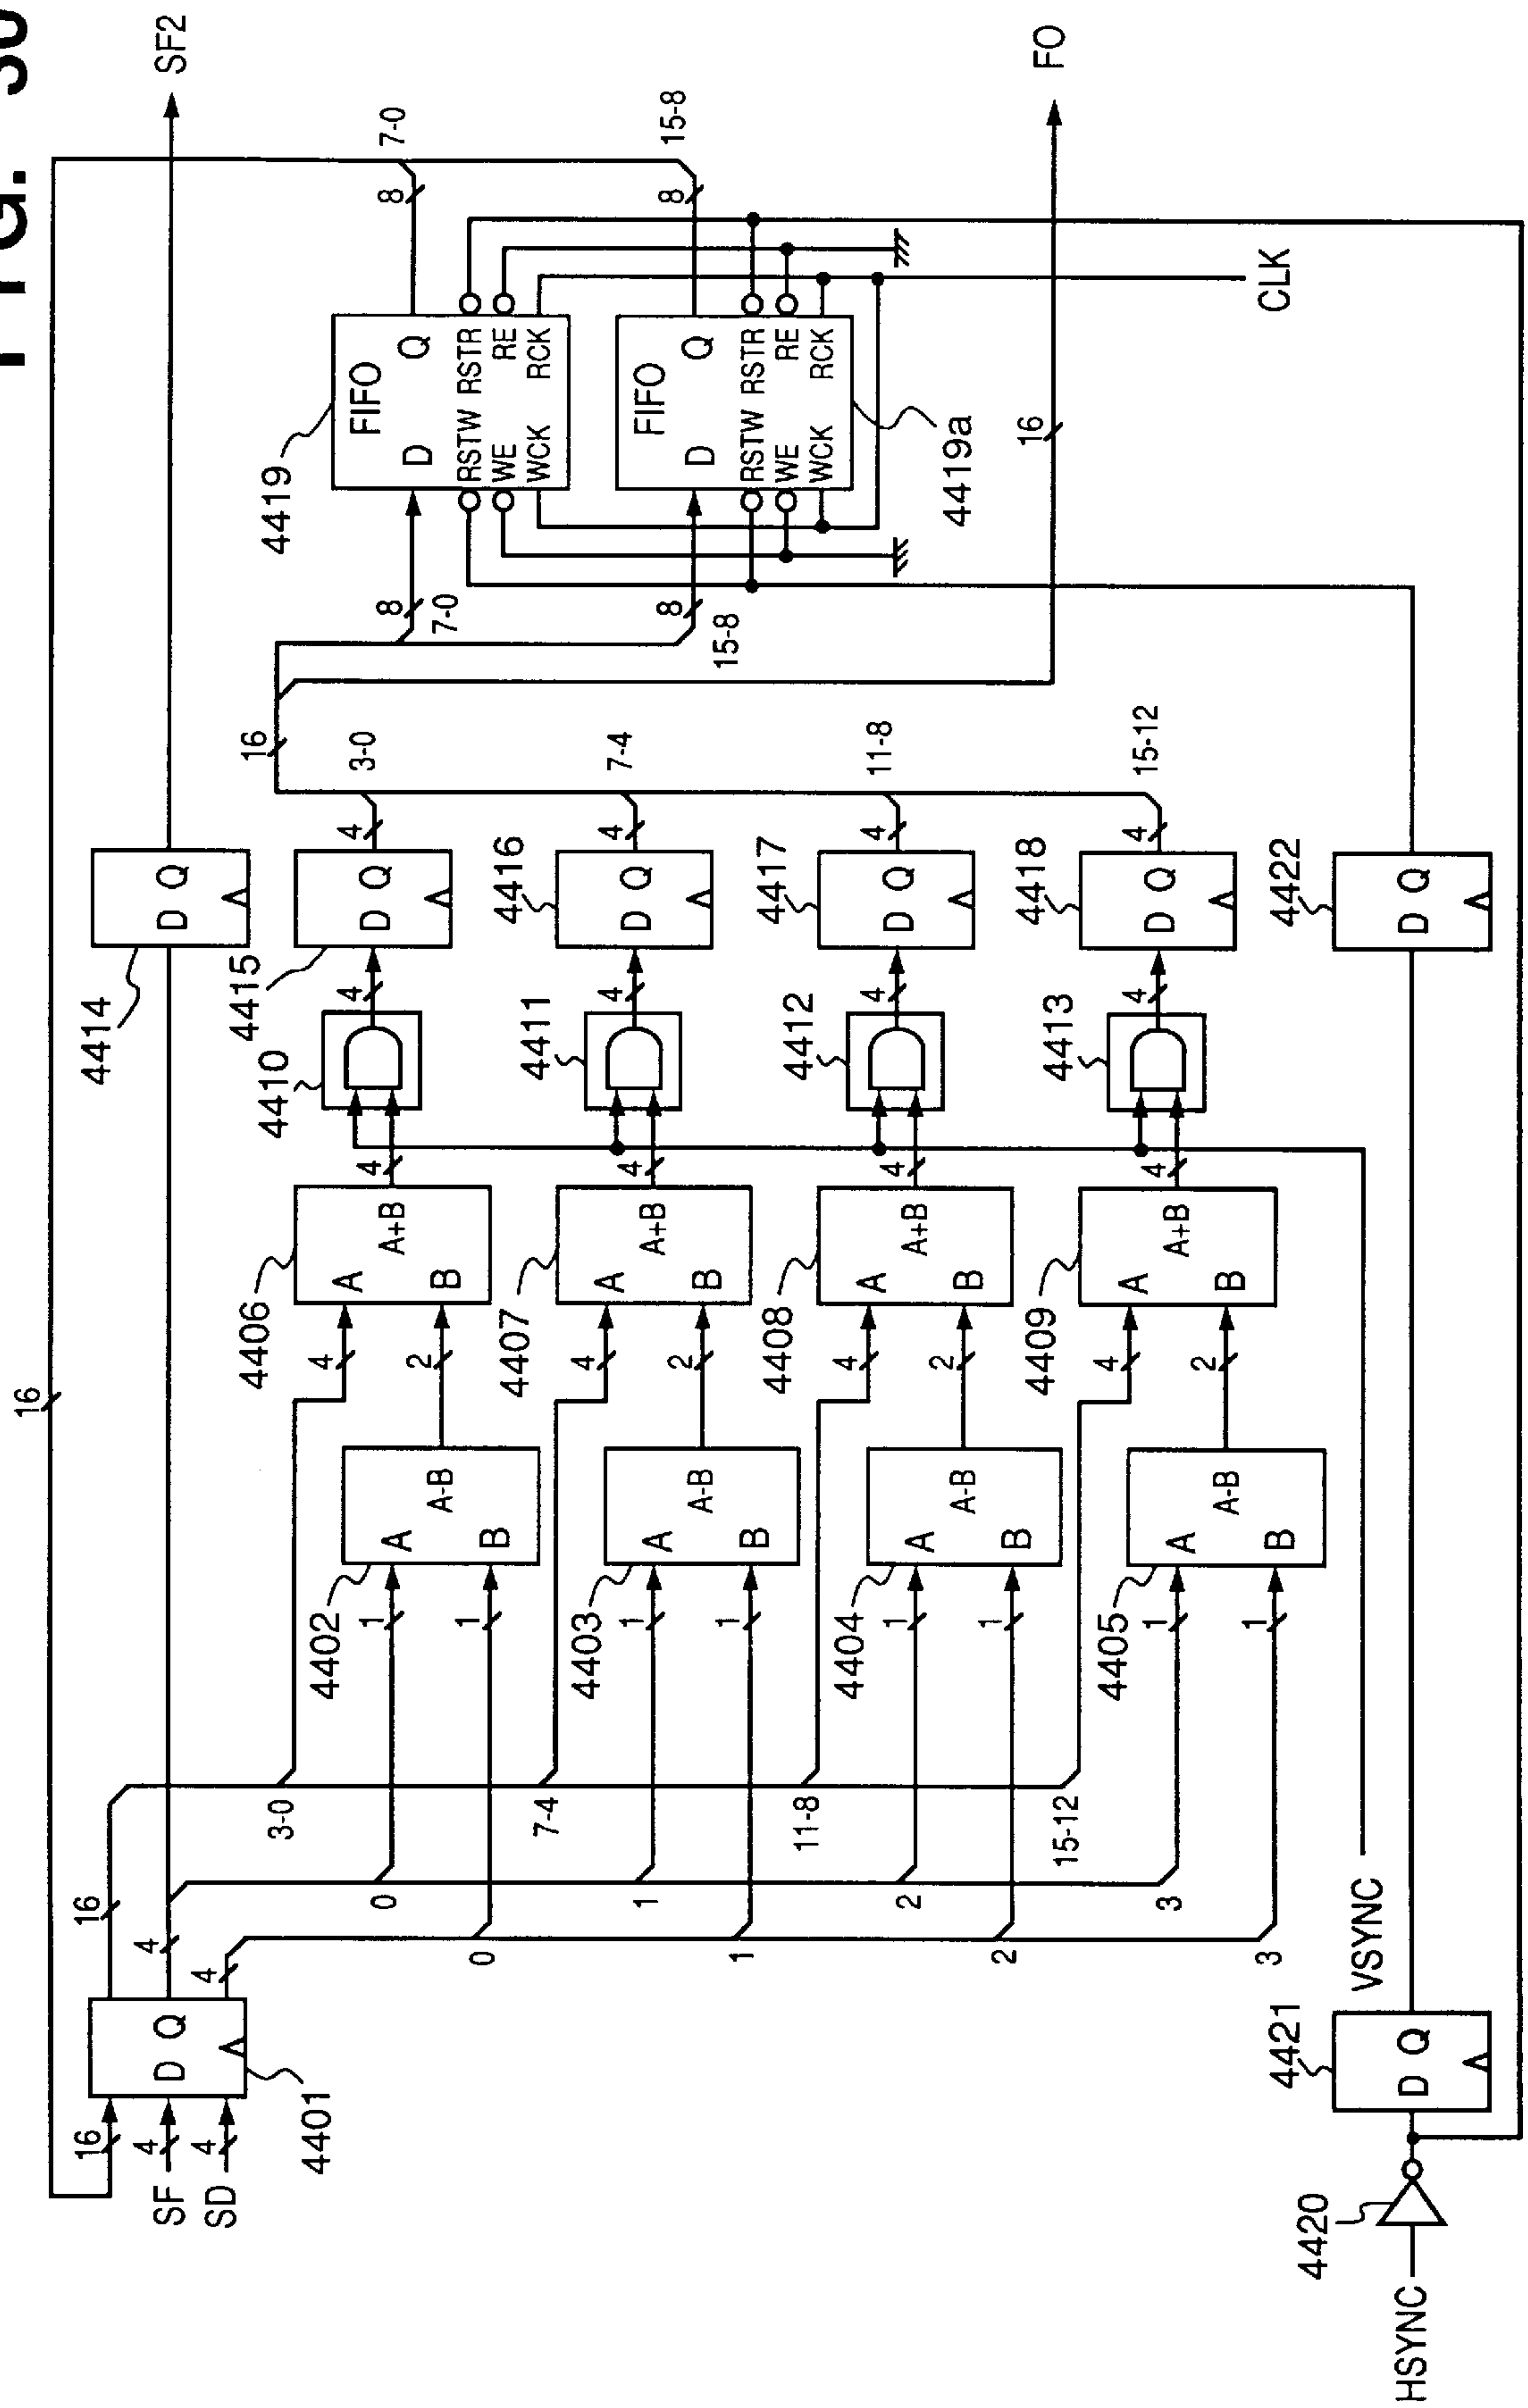 FIG. 30
SF2
FO
7-0
15-8
8
8
CLK
FIFO
D Q
RSTW RSTR
WE RE
WCK RCK
4419
FIFO
D Q
RSTW RSTR
WE RE
WCK RCK
4419a
16
8
7-0
8
15-8
16
3-0
7-4
11-8
15-12
4
4
4
4
D Q
4414
D Q
4415
D Q
4416
D Q
4417
D Q
4418
D Q
4422
4
4
4
4
4410
4411
4412
4413
4
4
4
4
A
A+B
B
4406
A
A+B
B
4407
A
A+B
B
4408
A
A+B
B
4409
16
4
2
4
2
4
2
4
2
A
A-B
B
4402
A
A-B
B
4403
A
A-B
B
4404
A
A-B
B
4405
1
1
1
1
1
1
1
1
3-0
7-4
11-8
15-12
0
1
2
3
0
1
2
3
16
4
4
VSYNC
D Q
4401
D Q
4421
16
4
4
SF
SD
4420
HSYNC